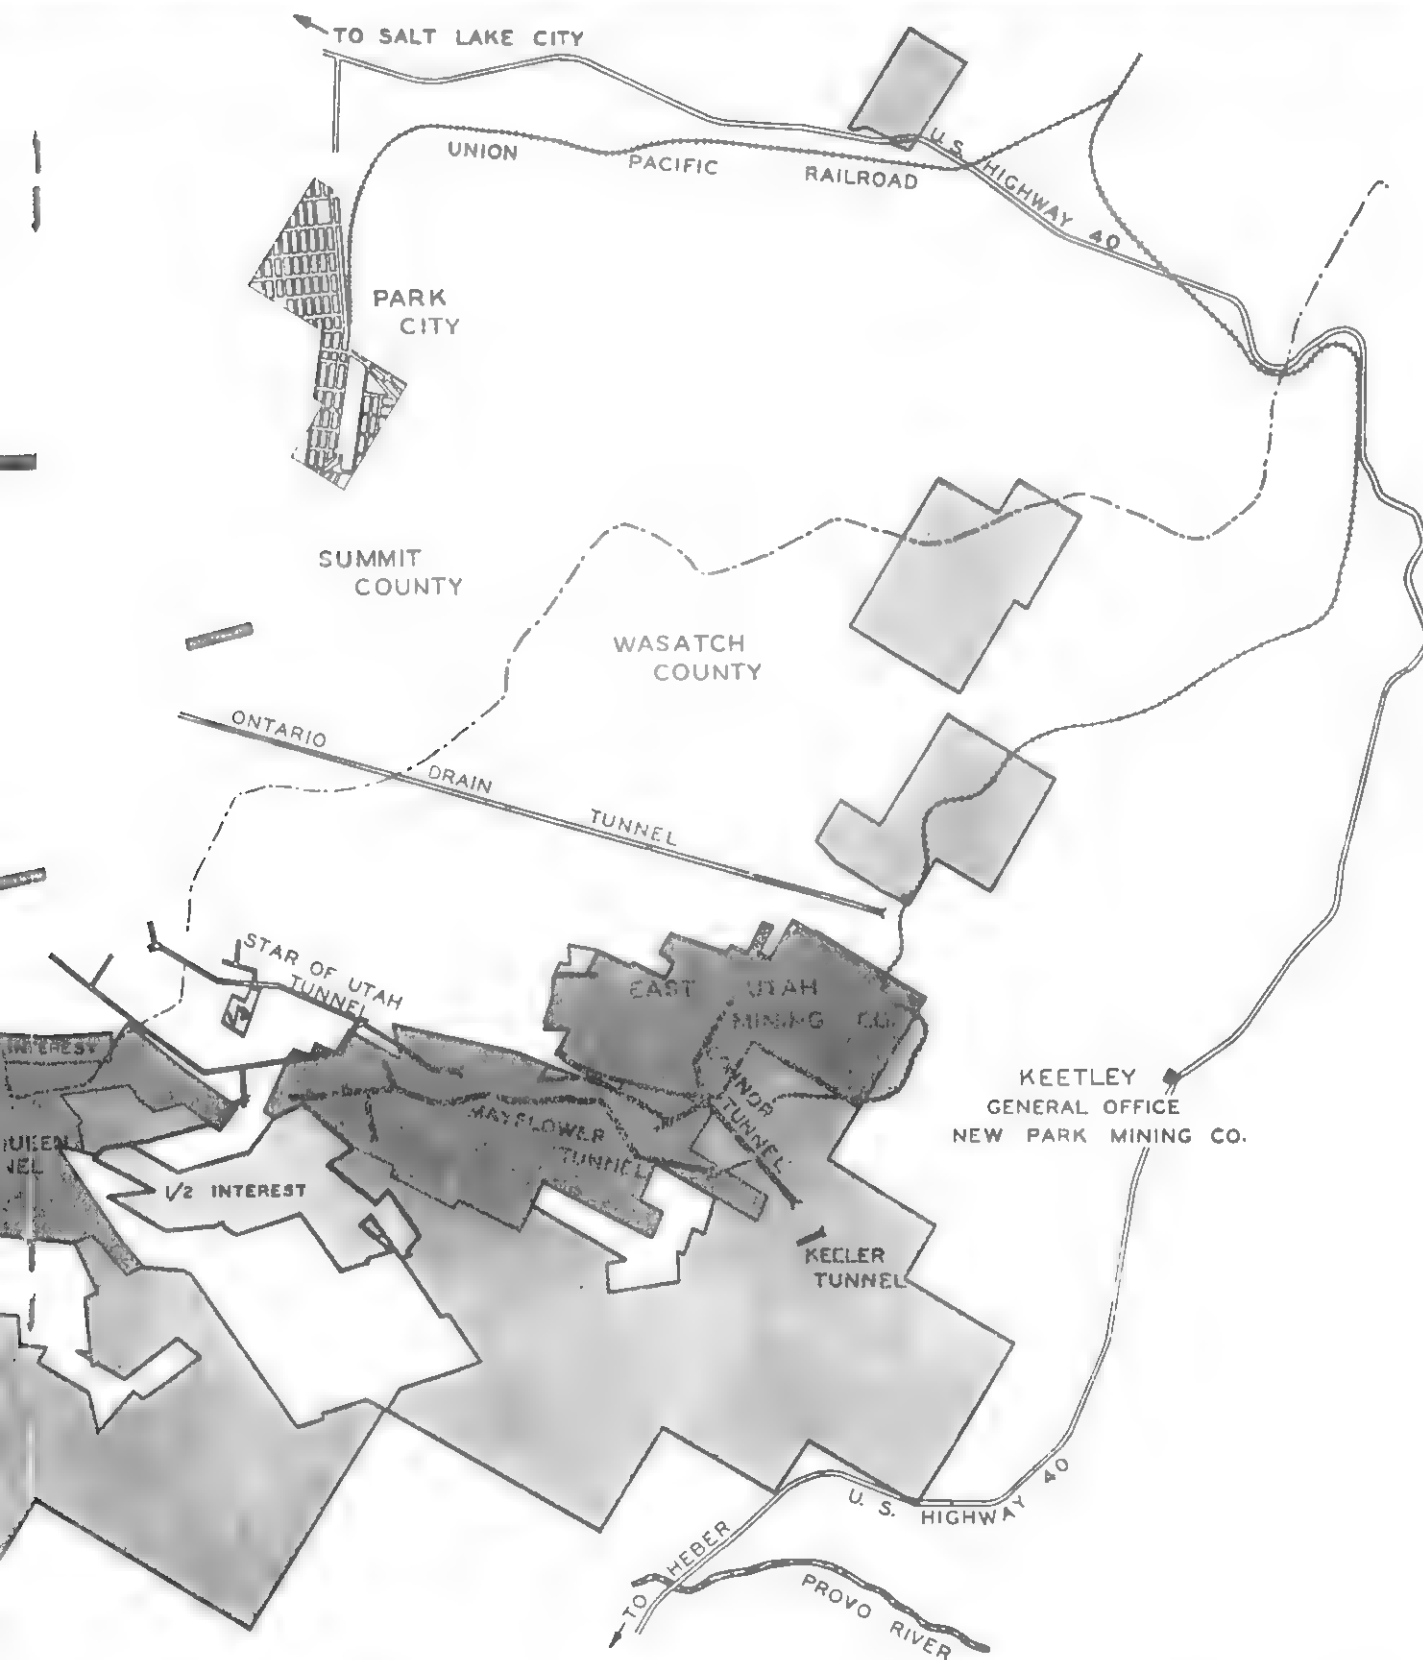 TO SALT LAKE CITY
UNION PACIFIC RAILROAD
U.S. HIGHWAY 40
PARK
CITY
SUMMIT
COUNTY
WASATCH
COUNTY
ONTARIO DRAIN TUNNEL
STAR OF UTAH
TUNNEL
EAST UTAH
MINING CO.
INTEREST
TUNNEL
MAYFLOWER
TUNNEL
1/2 INTEREST
KEELER
TUNNEL
KEETLEY
GENERAL OFFICE
NEW PARK MINING CO.
U. S. HIGHWAY 40
TO HEBER
PROVO RIVER